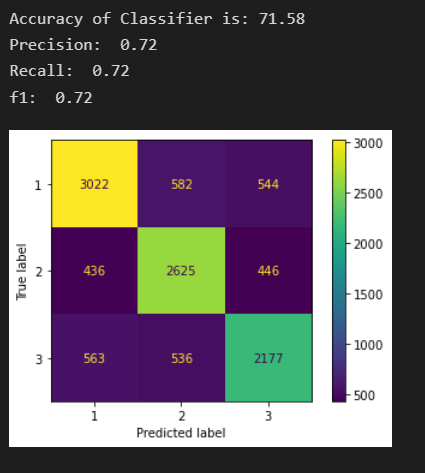 Accuracy of Classifier is: 71.58
Precision:  0.72
Recall:  0.72
f1:  0.72
3000
1 3022 582 544
2500
True label
2 436 2625 446
2000
1500
3 563 536 2177
1000
500
1 2 3
Predicted label